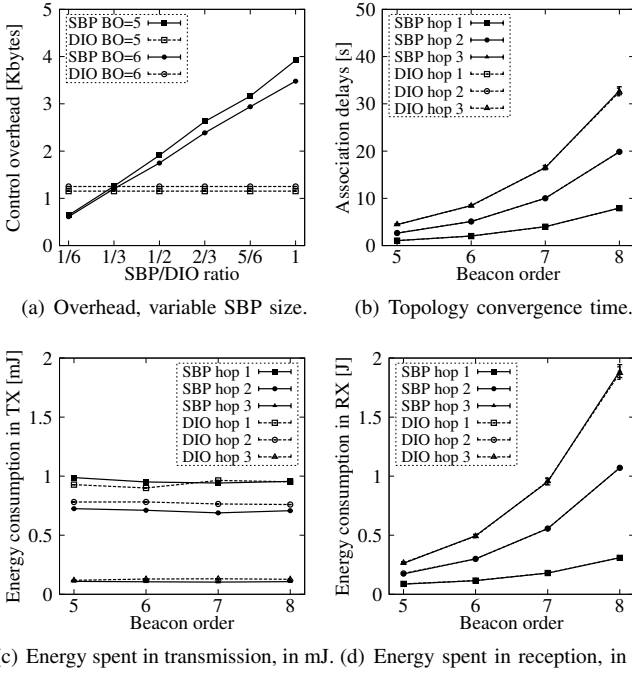 Control overhead [Kbytes]
5
4
3
2
1
0
SBP BO=5
DIO BO=5
SBP BO=6
DIO BO=6
1/6 1/3 1/2 2/3 5/6 1
SBP/DIO ratio
(a) Overhead, variable SBP size.
Association delays [s]
50
40
30
20
10
0
SBP hop 1
SBP hop 2
SBP hop 3
DIO hop 1
DIO hop 2
DIO hop 3
5 6 7 8
Beacon order
(b) Topology convergence time.
Energy consumption in TX [mJ]
2
1.5
1
0.5
0
SBP hop 1
SBP hop 2
SBP hop 3
DIO hop 1
DIO hop 2
DIO hop 3
5 6 7 8
Beacon order
c) Energy spent in transmission, in mJ.
Energy consumption in RX [J]
2
1.5
1
0.5
0
SBP hop 1
SBP hop 2
SBP hop 3
DIO hop 1
DIO hop 2
DIO hop 3
5 6 7 8
Beacon order
(d) Energy spent in reception, in